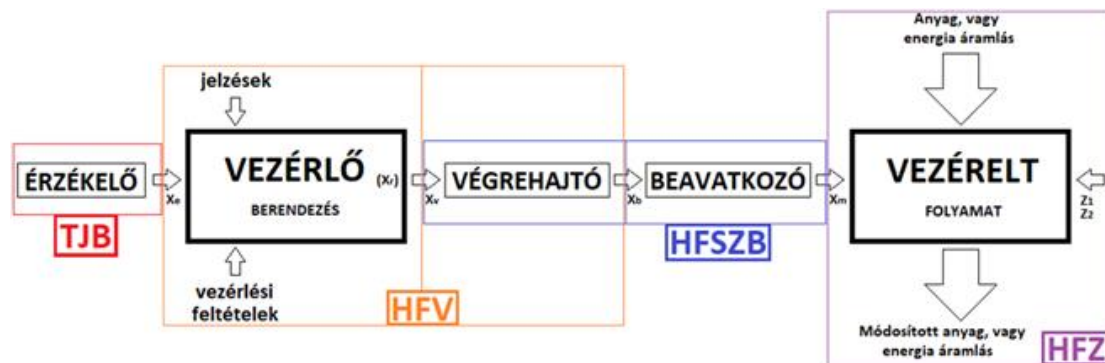 Anyag, vagy
energia áramlás
jelzések
ÉRZÉKELŐ
Xe
TJB
VEZÉRLŐ
(Xr)
BERENDEZÉS
vezérlési
feltételek
HFV
Xv
VÉGREHAJTÓ
Xb
BEAVATKOZÓ
Xm
HFSZB
VEZÉRELT
FOLYAMAT
Z1
Z2
Módosított anyag, vagy
energia áramlás
HFZ